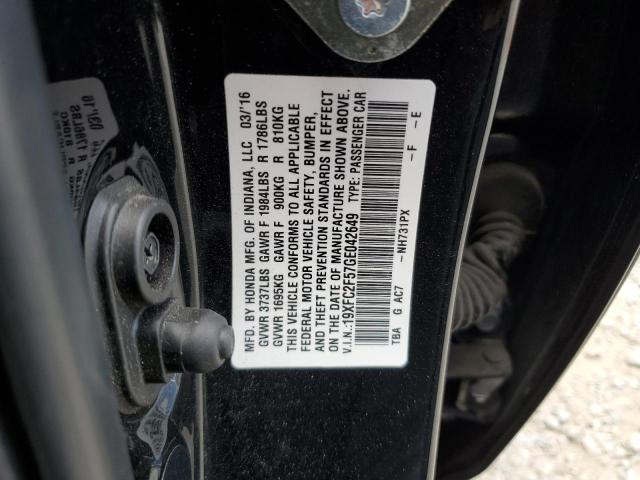 MFD. BY HONDA MFG. OF INDIANA, LLC 03/'16
GVWR 3737LBS GAWR F 1984LBS R 1786LBS
GVWR 1695KG GAWR F 900KG R 810KG
THIS VEHICLE CONFORMS TO ALL APPLICABLE
FEDERAL MOTOR VEHICLE SAFETY, BUMPER,
AND THEFT PREVENTION STANDARDS IN EFFECT
ON THE DATE OF MANUFACTURE SHOWN ABOVE.
V.I.N.:19XFC2F57GE042649 TYPE: PASSENGER CAR
TBA G AC7 -NH731PX -F -E